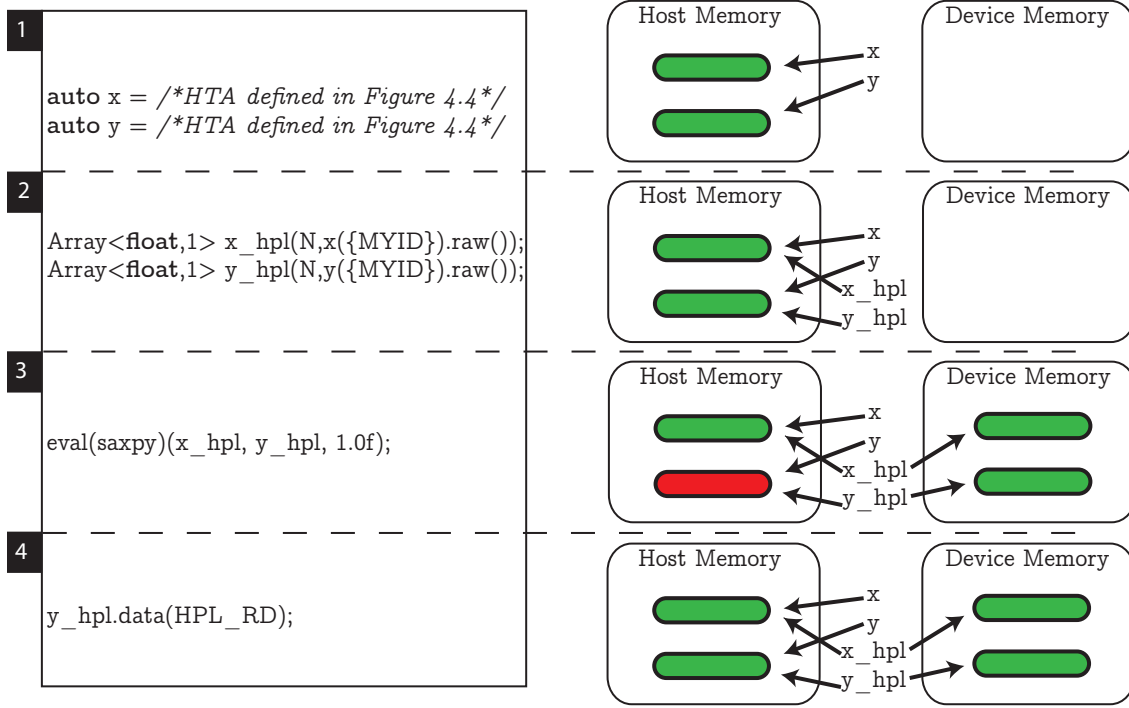 1
auto x = /*HTA defined in Figure 4.4*/
auto y = /*HTA defined in Figure 4.4*/
Host Memory
Device Memory
x
y
2
Array<float,1> x_hpl(N,x({MYID}).raw());
Array<float,1> y_hpl(N,y({MYID}).raw());
Host Memory
Device Memory
x
y
x_hpl
y_hpl
3
eval(saxpy)(x_hpl, y_hpl, 1.0f);
Host Memory
Device Memory
x
y
x_hpl
y_hpl
4
y_hpl.data(HPL_RD);
Host Memory
Device Memory
x
y
x_hpl
y_hpl